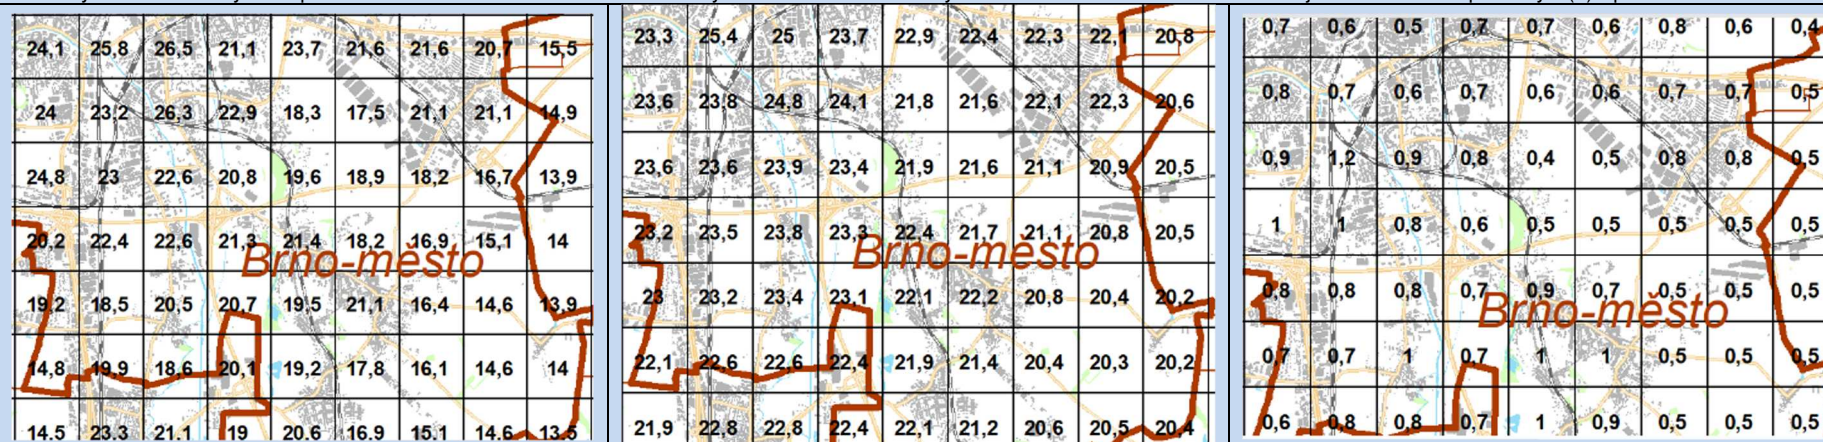 24,1 25,8 26,5 21,1 23,7 21,6 21,6 20,7 15,5
24 23,2 26,3 22,9 18,3 17,5 21,1 21,1 14,9
24,8 23 22,6 20,8 19,6 18,9 18,2 16,7 13,9
20,2 22,4 22,6 21,3 21,4 18,2 16,9 15,1 14
Brno-město
19,2 18,5 20,5 20,7 19,5 21,1 16,4 14,6 13,9
14,8 19,9 18,6 20,1 19,2 17,8 16,1 14,6 14
14,5 23,3 21,1 19 20,6 16,9 15,1 14,6 13,5
23,3 25,4 25 23,7 22,9 22,4 22,3 22,1 20,8
23,6 23,8 24,8 24,1 21,8 21,6 22,1 22,3 20,6
23,6 23,6 23,9 23,4 21,9 21,6 21,1 20,9 20,5
23,2 23,5 23,8 23,3 22,4 21,7 21,1 20,8 20,5
Brno-město
23 23,2 23,4 23,1 22,1 22,2 20,8 20,4 20,2
22,1 22,6 22,6 22,4 21,9 21,4 20,4 20,3 20,2
21,9 22,8 22,8 22,4 22,1 21,2 20,6 20,5 20,4
0,7 0,6 0,5 0,7 0,7 0,6 0,8 0,6 0,4
0,8 0,7 0,6 0,7 0,6 0,6 0,7 0,7 0,5
0,9 1,2 0,9 0,8 0,4 0,5 0,8 0,8 0,5
1 1 0,8 0,6 0,5 0,5 0,5 0,5 0,5
0,8 0,8 0,8 0,7 0,9 0,7 0,5 0,5 0,5
Brno-město
0,7 0,7 1 0,7 1 1 0,5 0,5 0,5
0,6 0,8 0,8 0,7 1 0,9 0,5 0,5 0,5